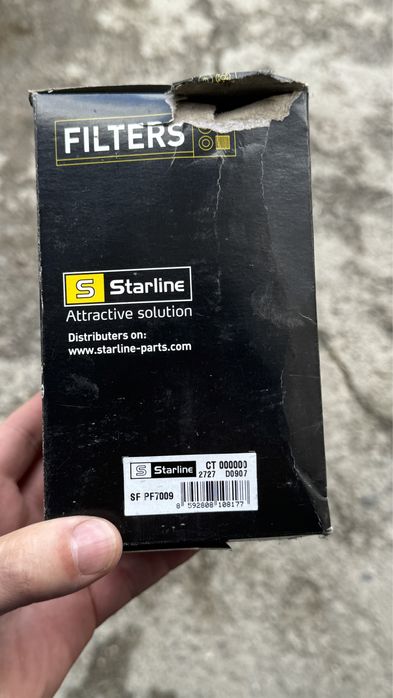 FILTERS
S Starline
Attractive solution
Distributers on:
www.starline-parts.com
S Starline CT 000000
2727 D0907
SF PF7009
8 592808 108177